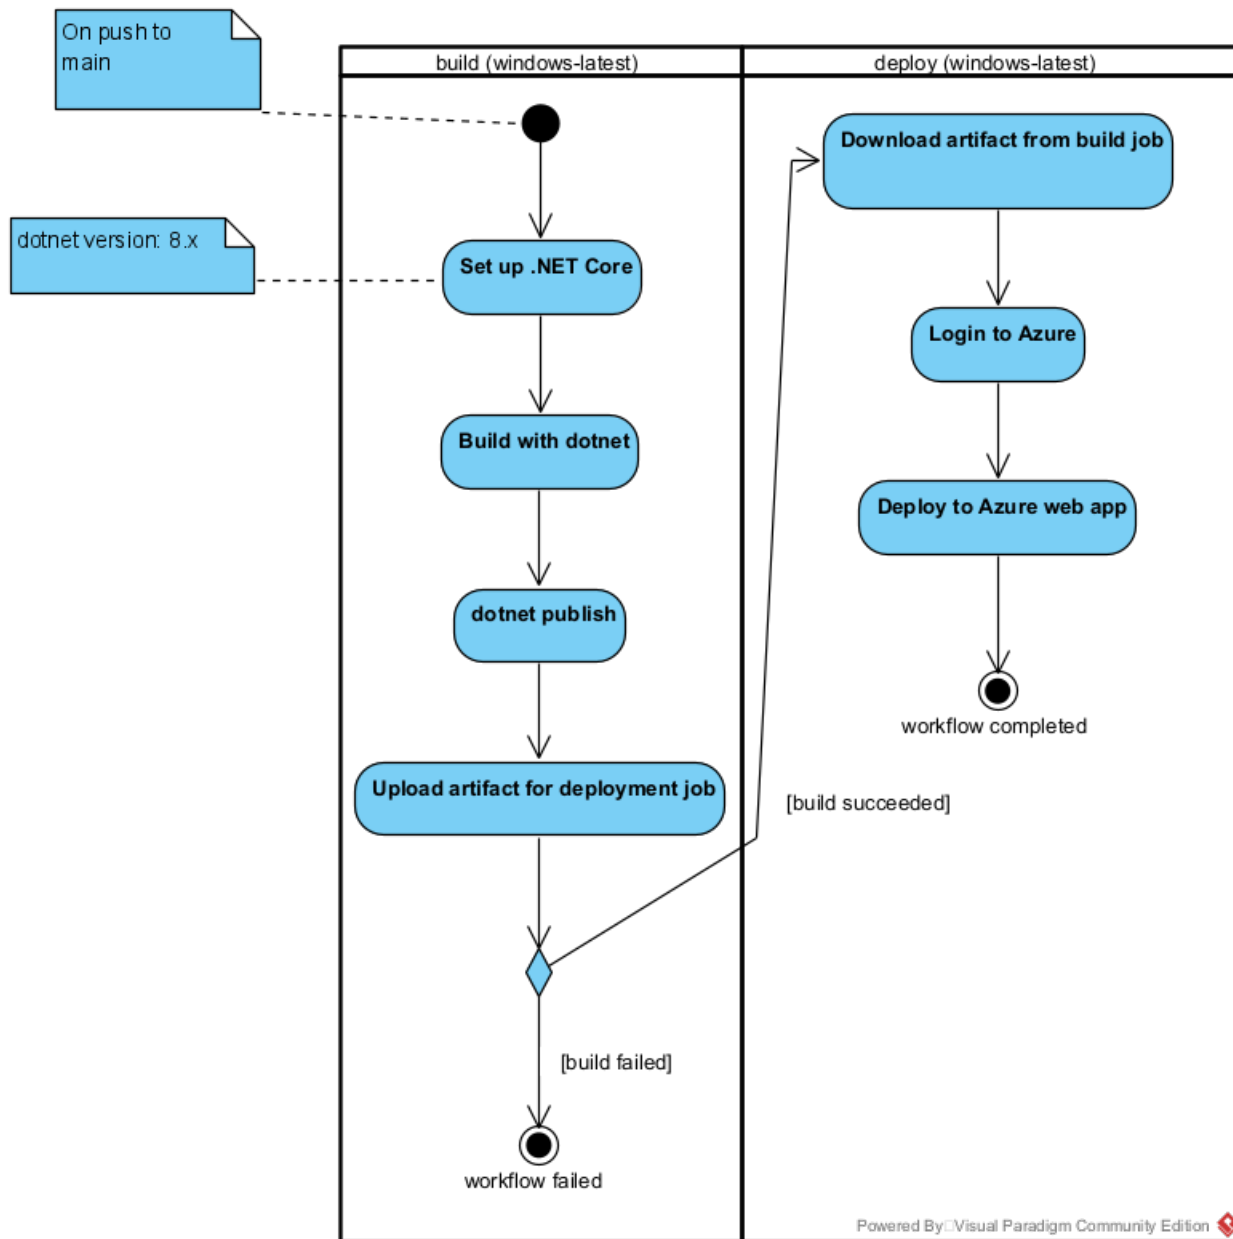 On push to
main
build (windows-latest)
deploy (windows-latest)
Download artifact from build job
dotnet version: 8.x
Set up .NET Core
Login to Azure
Build with dotnet
Deploy to Azure web app
dotnet publish
workflow completed
Upload artifact for deployment job
[build succeeded]
[build failed]
workflow failed
Powered By Visual Paradigm Community Edition